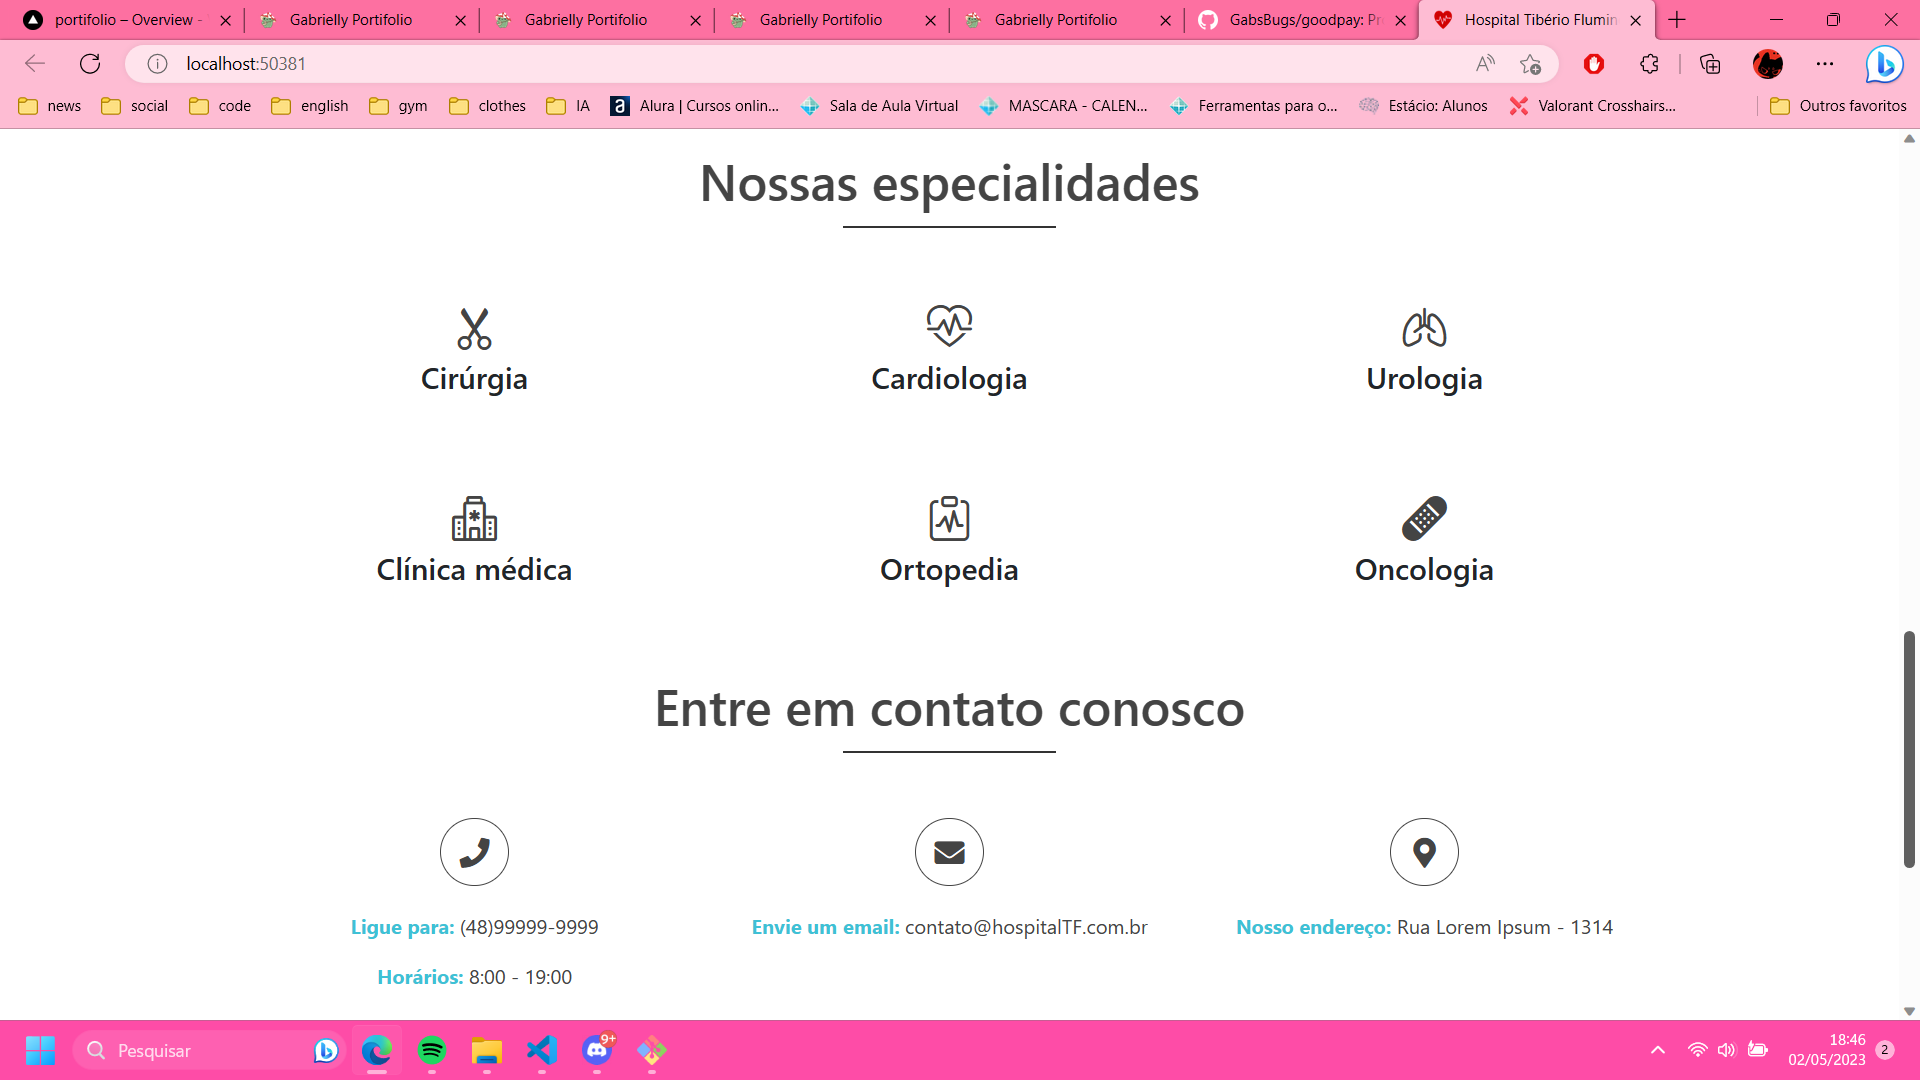 portifolio – Overview -
Gabrielly Portifolio
Gabrielly Portifolio
Gabrielly Portifolio
Gabrielly Portifolio
GabsBugs/goodpay: Pr
Hospital Tibério Flumin
localhost:50381
news
social
code
english
gym
clothes
IA
Alura | Cursos onlin...
Sala de Aula Virtual
MASCARA - CALEN...
Ferramentas para o...
Estácio: Alunos
Valorant Crosshairs...
Outros favoritos
Nossas especialidades
Cirúrgia
Cardiologia
Urologia
Clínica médica
Ortopedia
Oncologia
Entre em contato conosco
Ligue para: (48)99999-9999
Envie um email: contato@hospitalTF.com.br
Nosso endereço: Rua Lorem Ipsum - 1314
Horários: 8:00 - 19:00
Pesquisar
9+
18:46
02/05/2023
2